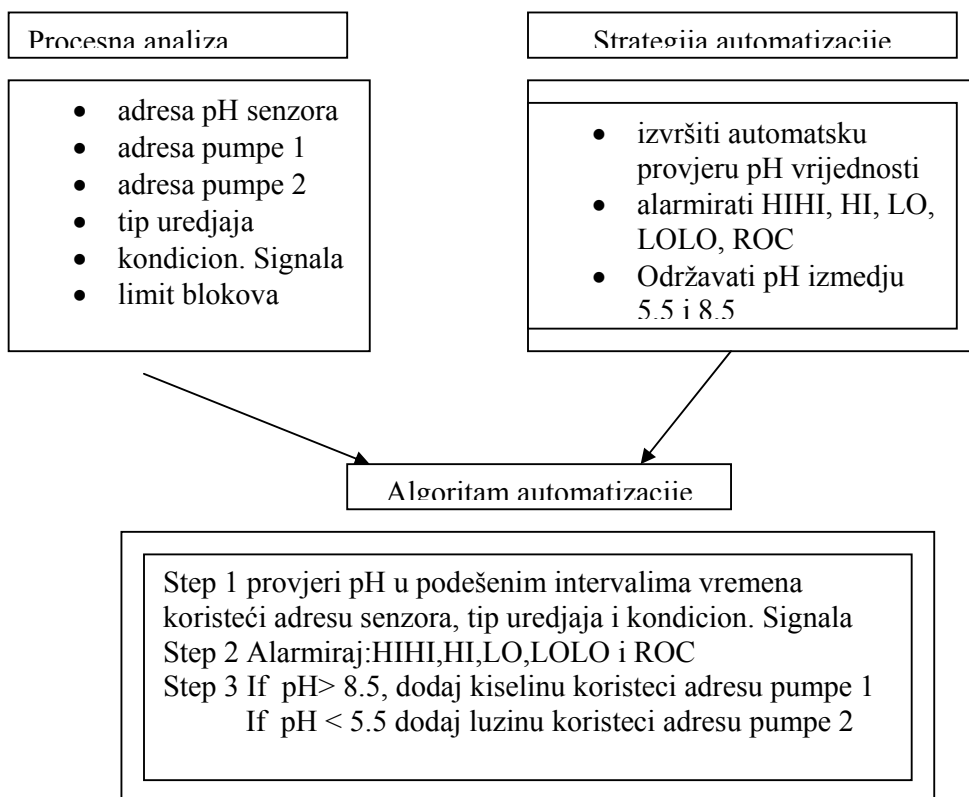 Procesna analiza
Strategija automatizacije
• adresa pH senzora
• adresa pumpe 1
• adresa pumpe 2
• tip uredjaja
• kondicion. Signala
• limit blokova
• izvršiti automatsku
provjeru pH vrijednosti
• alarmirati HIHI, HI, LO,
LOLO, ROC
• Održavati pH izmedju
5.5 i 8.5
Algoritam automatizacije
Step 1 provjeri pH u podešenim intervalima vremena
koristeći adresu senzora, tip uredjaja i kondicion. Signala
Step 2 Alarmiraj:HIHI,HI,LO,LOLO i ROC
Step 3 If pH> 8.5, dodaj kiselinu koristeci adresu pumpe 1
If pH < 5.5 dodaj luzinu koristeci adresu pumpe 2